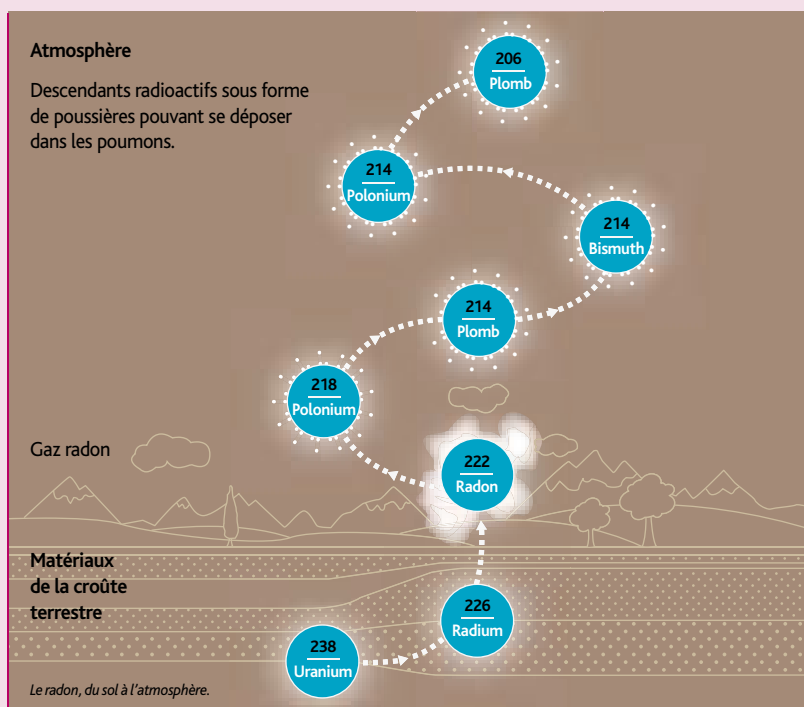 Atmosphère
Descendants radioactifs sous forme
de poussières pouvant se déposer
dans les poumons.
206
Plomb
214
Polonium
214
Bismuth
214
Plomb
218
Polonium
Gaz radon
222
Radon
Matériaux
de la croûte
terrestre
226
Radium
238
Uranium
Le radon, du sol à l'atmosphère.